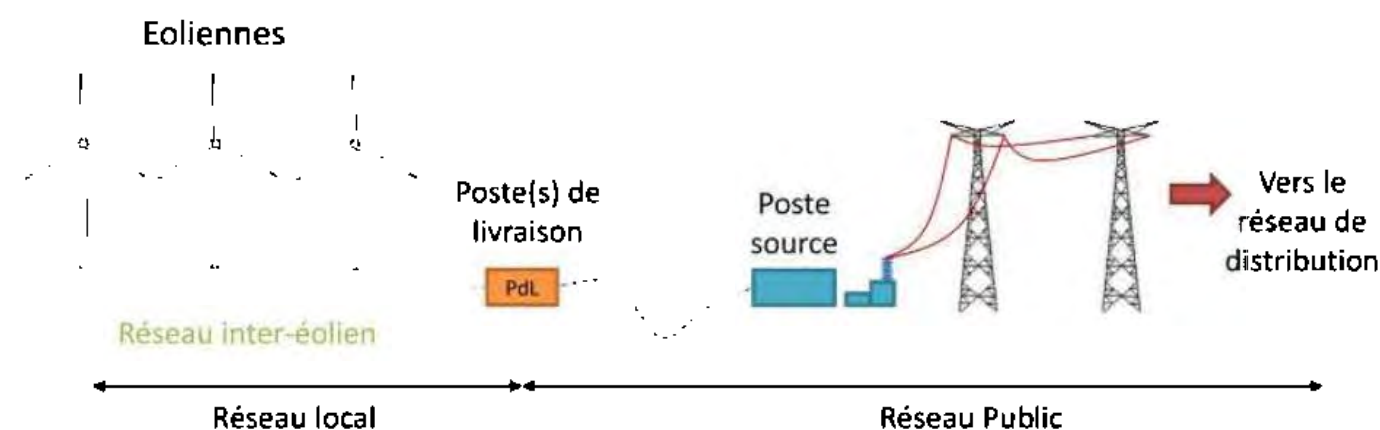 Eoliennes
Poste(s) de
livraison
PdL
Poste
source
Vers le
réseau de
distribution
Réseau inter-éolien
Réseau local
Réseau Public